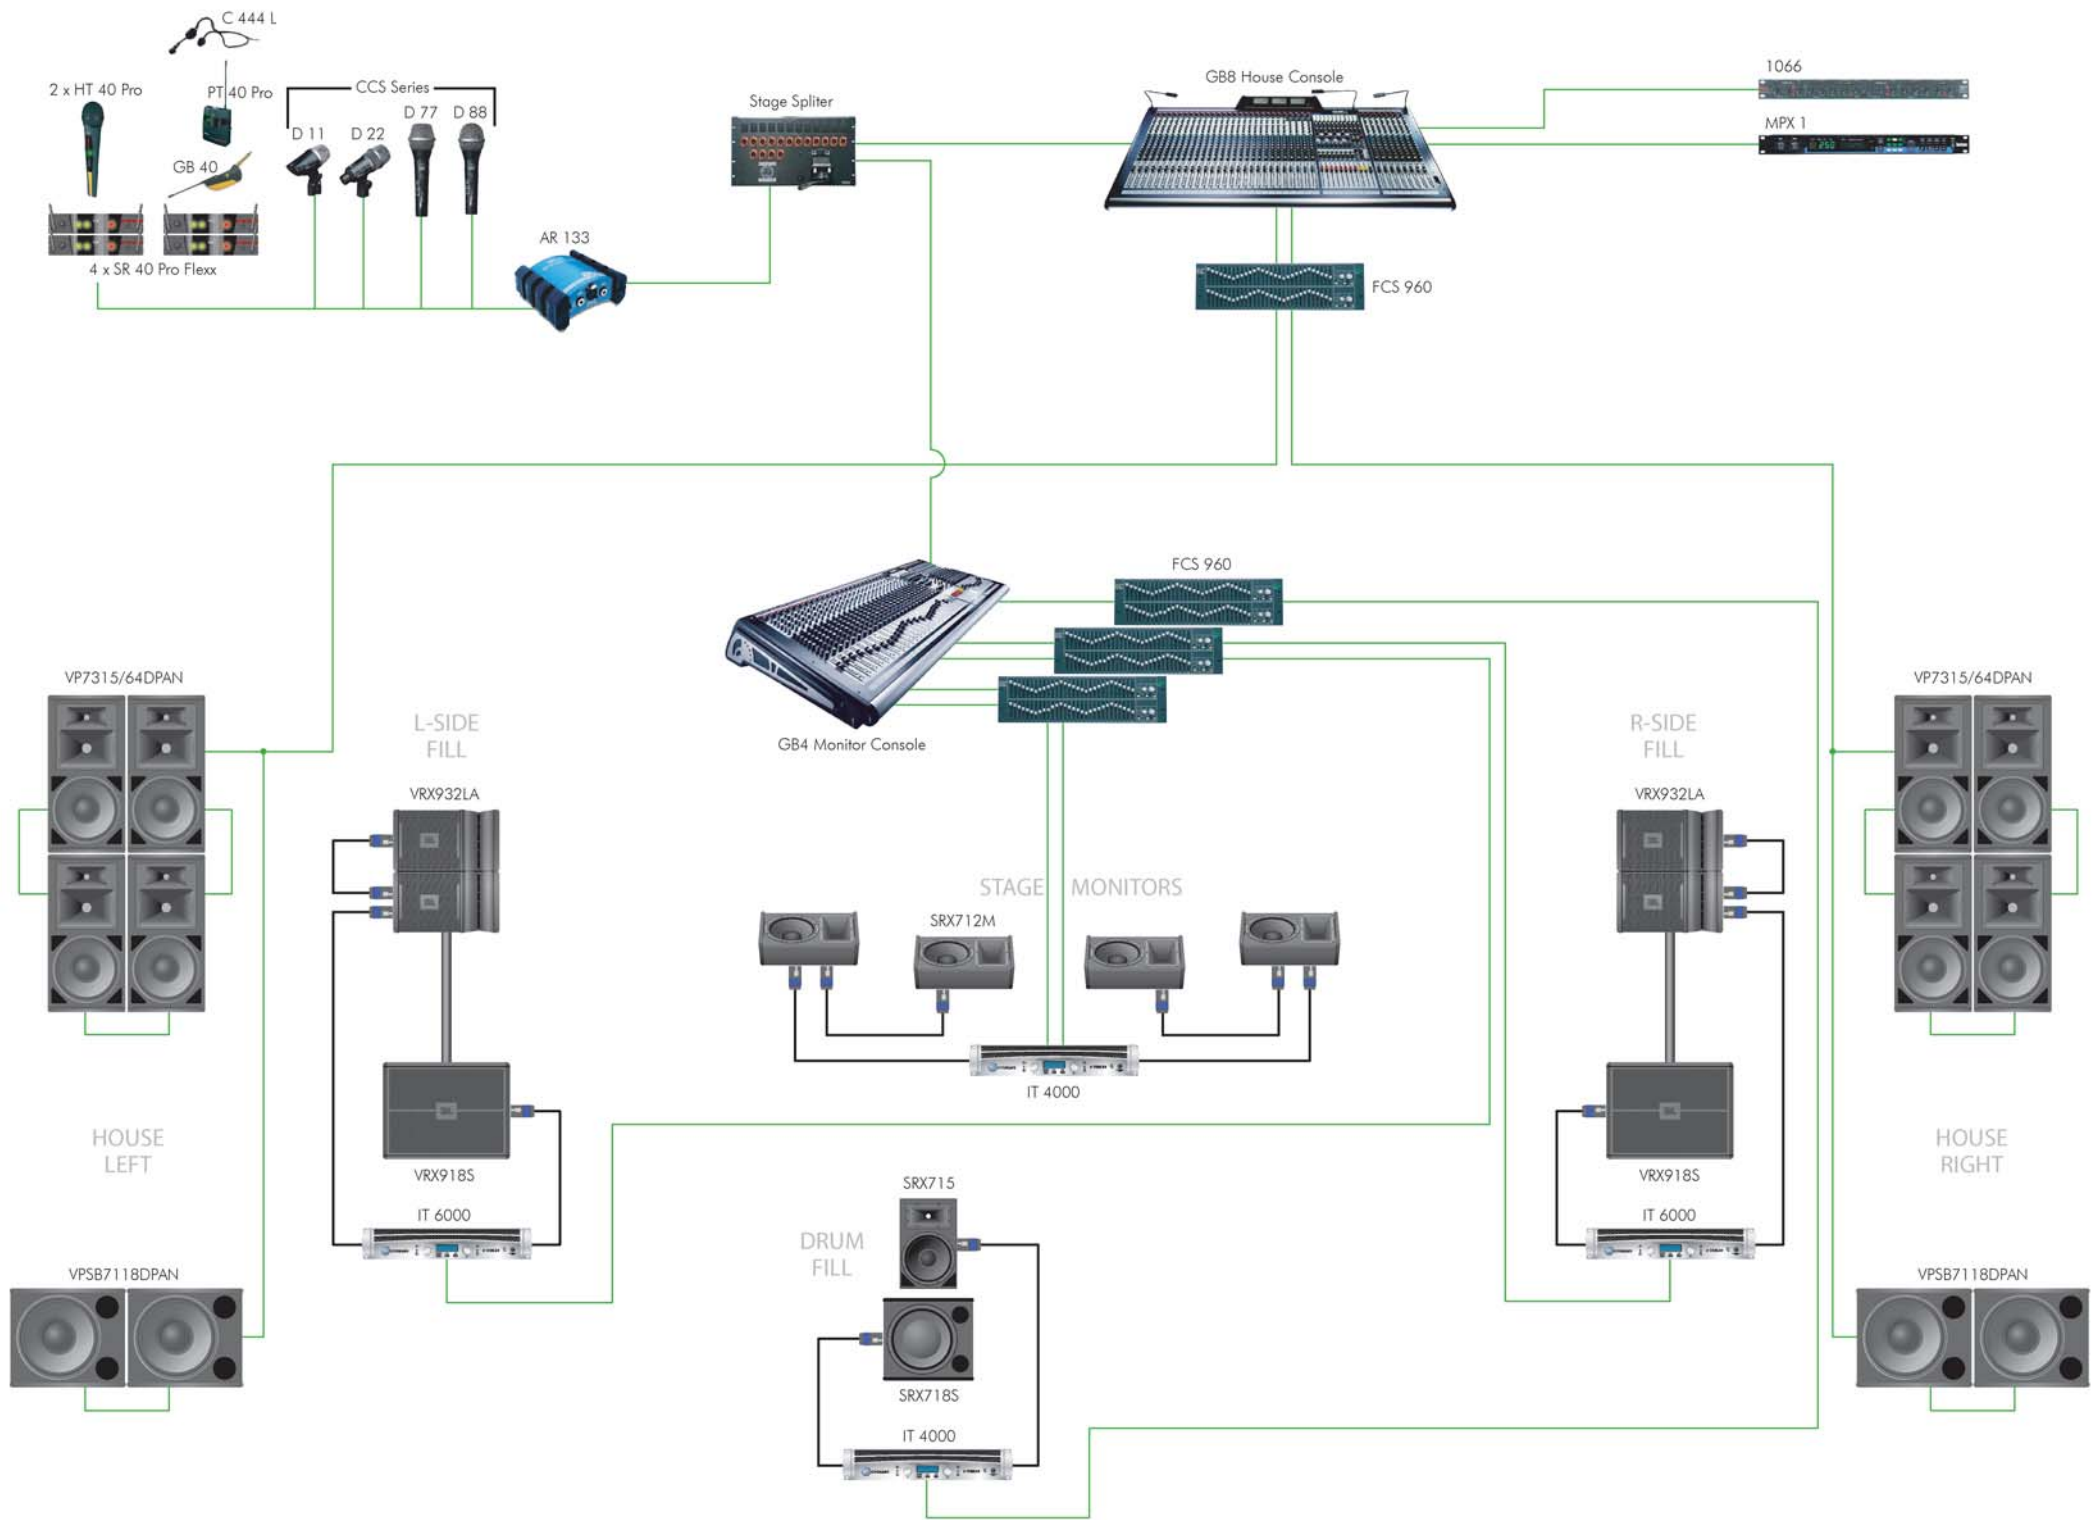 C 444 L
2 x HT 40 Pro
PT 40 Pro
CCS Series
D 77
D 88
D 11
D 22
GB 40
4 x SR 40 Pro Flexx
AR 133
Stage Spliter
GB8 House Console
1066
MPX 1
FCS 960
FCS 960
GB4 Monitor Console
VP7315/64DPAN
L-SIDE
FILL
VRX932LA
R-SIDE
FILL
VRX932LA
VP7315/64DPAN
STAGE MONITORS
SRX712M
IT 4000
HOUSE
LEFT
VRX918S
IT 6000
VRX918S
IT 6000
HOUSE
RIGHT
SRX715
DRUM
FILL
SRX718S
IT 4000
VPSB7118DPAN
VPSB7118DPAN